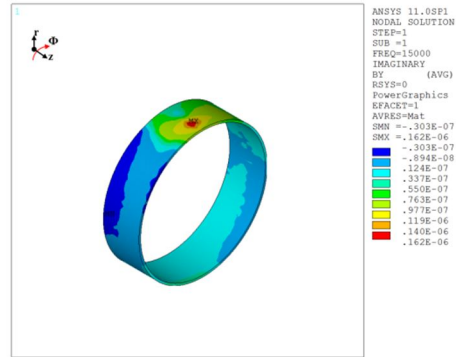 1
r
Φ
z
MX
ANSYS 11.0SP1
NODAL SOLUTION
STEP=1
SUB =1
FREQ=15000
IMAGINARY
BY (AVG)
RSYS=0
PowerGraphics
EFACET=1
AVRES=Mat
SMN =-.303E-07
SMX =.162E-06
-.303E-07
-.894E-08
.124E-07
.337E-07
.550E-07
.763E-07
.977E-07
.119E-06
.140E-06
.162E-06